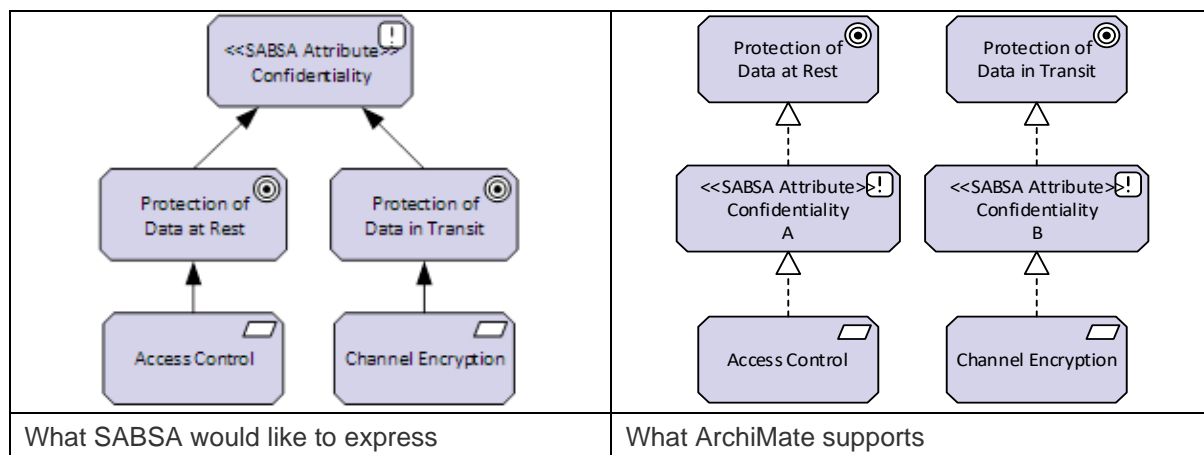 <<SABSA Attribute>>
Confidentiality
Protection of
Data at Rest
Protection of
Data in Transit
Access Control
Channel Encryption
What SABSA would like to express
Protection of
Data at Rest
Protection of
Data in Transit
<<SABSA Attribute>>
Confidentiality
A
<<SABSA Attribute>>
Confidentiality
B
Access Control
Channel Encryption
What ArchiMate supports